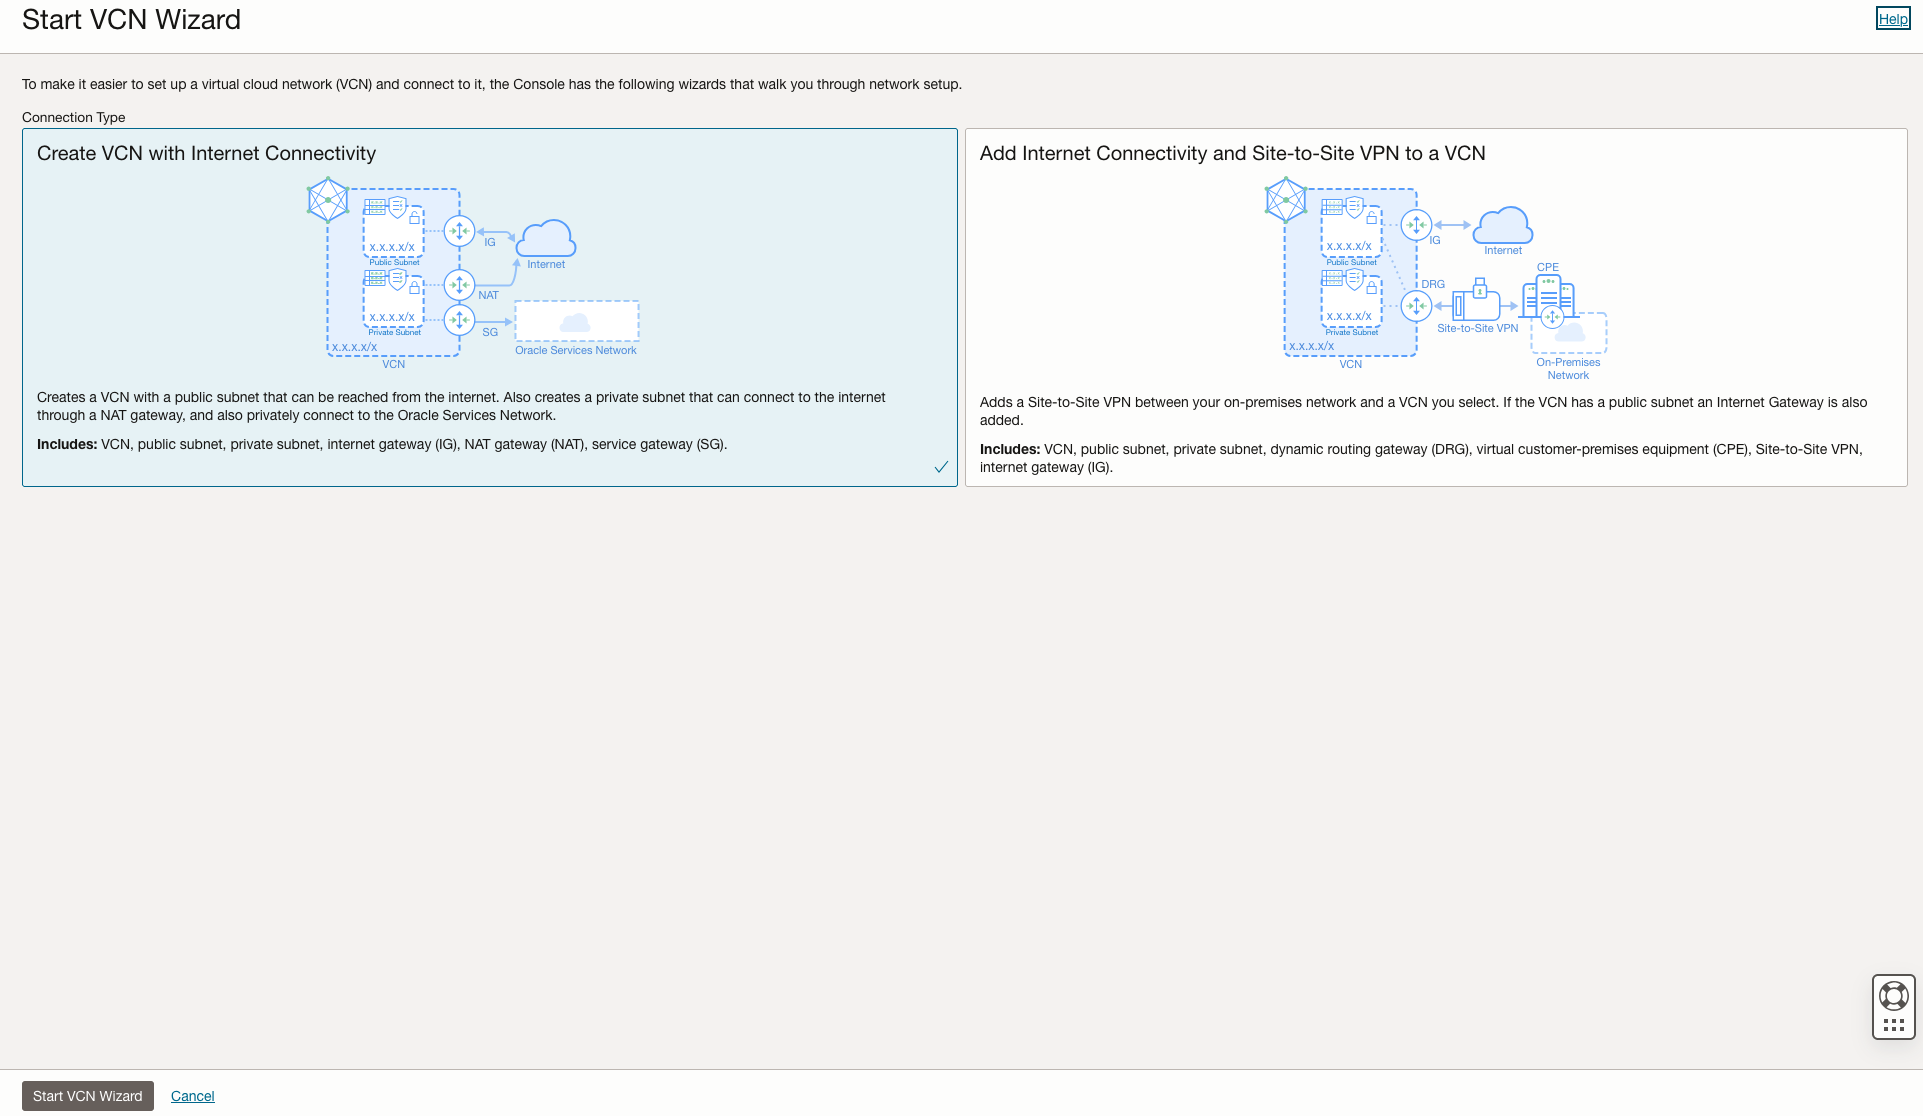 Start VCN Wizard
Help
To make it easier to set up a virtual cloud network (VCN) and connect to it, the Console has the following wizards that walk you through network setup.
Connection Type
Create VCN with Internet Connectivity
x.x.x.x/x
Public Subnet
x.x.x.x/x
Private Subnet
x.x.x.x/x
VCN
IG
Internet
NAT
SG
Oracle Services Network
Creates a VCN with a public subnet that can be reached from the internet. Also creates a private subnet that can connect to the internet
through a NAT gateway, and also privately connect to the Oracle Services Network.
Includes: VCN, public subnet, private subnet, internet gateway (IG), NAT gateway (NAT), service gateway (SG).
Add Internet Connectivity and Site-to-Site VPN to a VCN
x.x.x.x/x
Public Subnet
x.x.x.x/x
Private Subnet
x.x.x.x/x
VCN
IG
Internet
CPE
DRG
Site-to-Site VPN
On-Premises
Network
Adds a Site-to-Site VPN between your on-premises network and a VCN you select. If the VCN has a public subnet an Internet Gateway is also
added.
Includes: VCN, public subnet, private subnet, dynamic routing gateway (DRG), virtual customer-premises equipment (CPE), Site-to-Site VPN,
internet gateway (IG).
Start VCN Wizard
Cancel